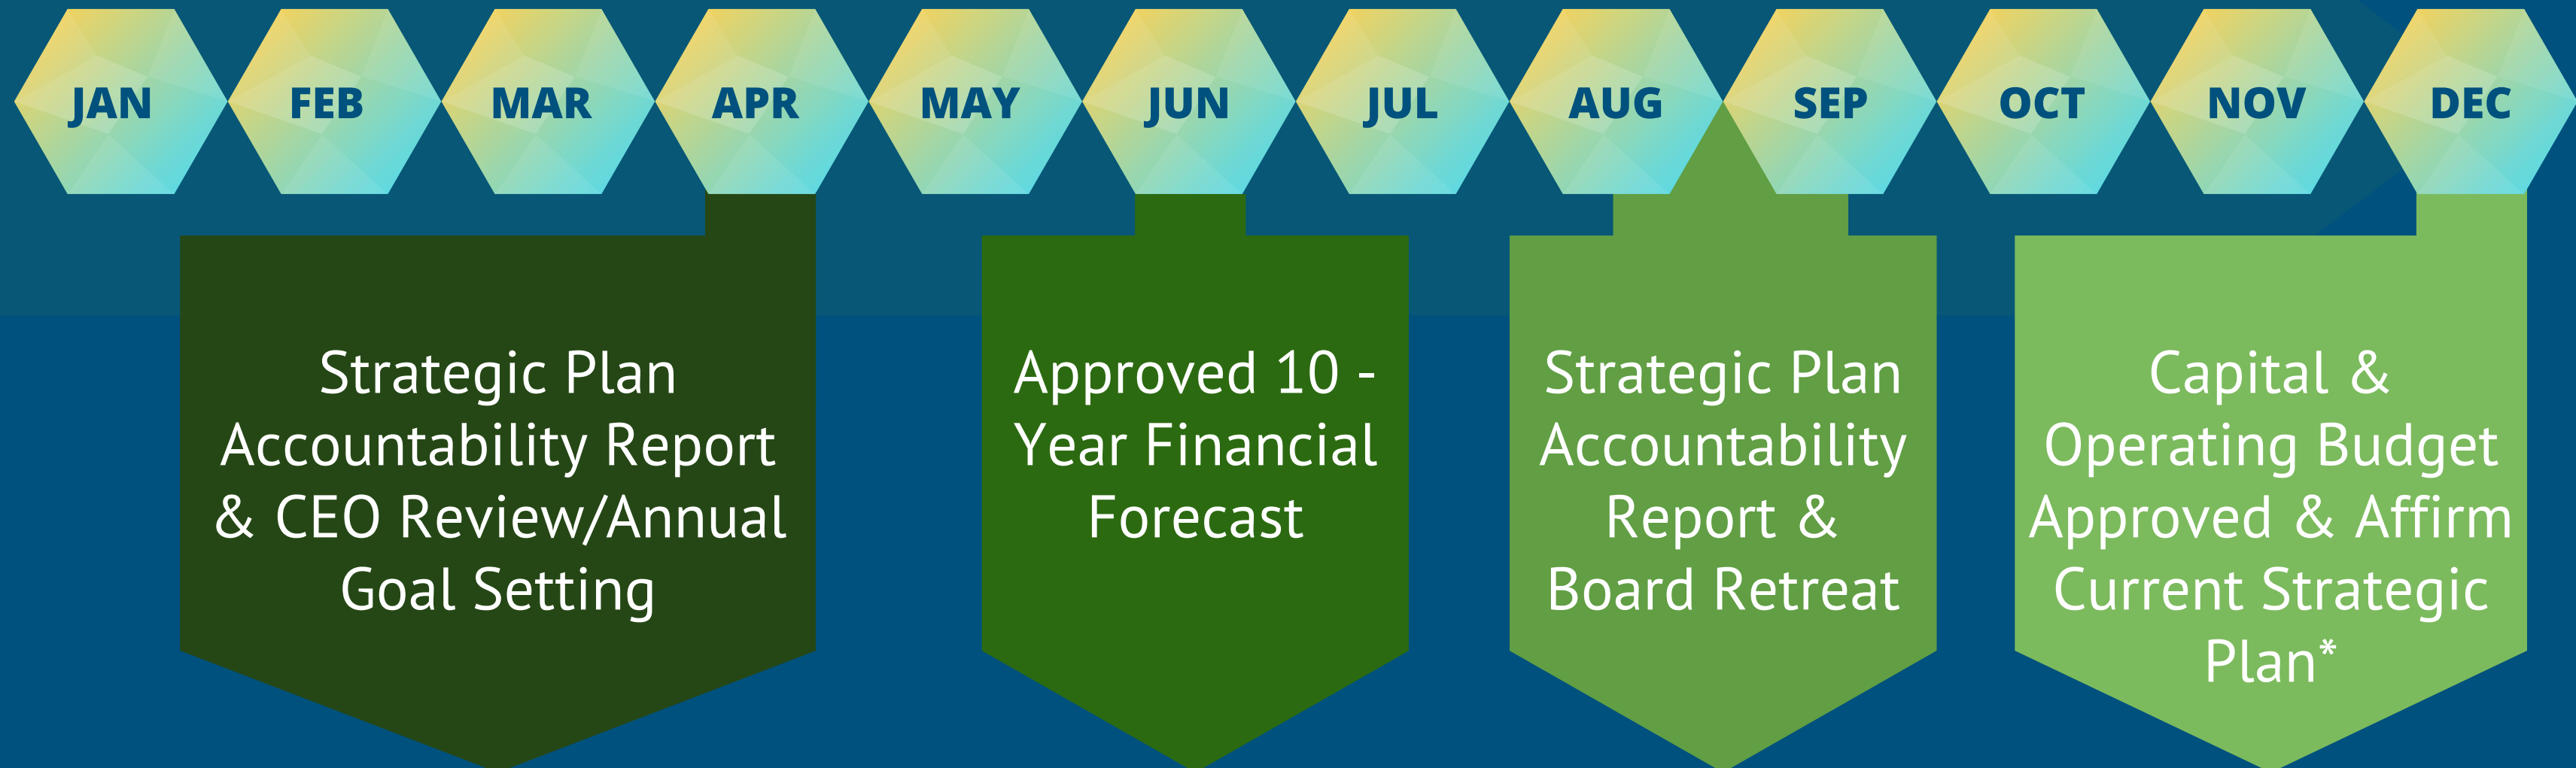 JAN FEB MAR APR MAY JUN JUL AUG SEP OCT NOV DEC
Strategic Plan
Accountability Report
& CEO Review/Annual
Goal Setting
Approved 10 -
Year Financial
Forecast
Strategic Plan
Accountability
Report &
Board Retreat
Capital &
Operating Budget
Approved & Affirm
Current Strategic
Plan*